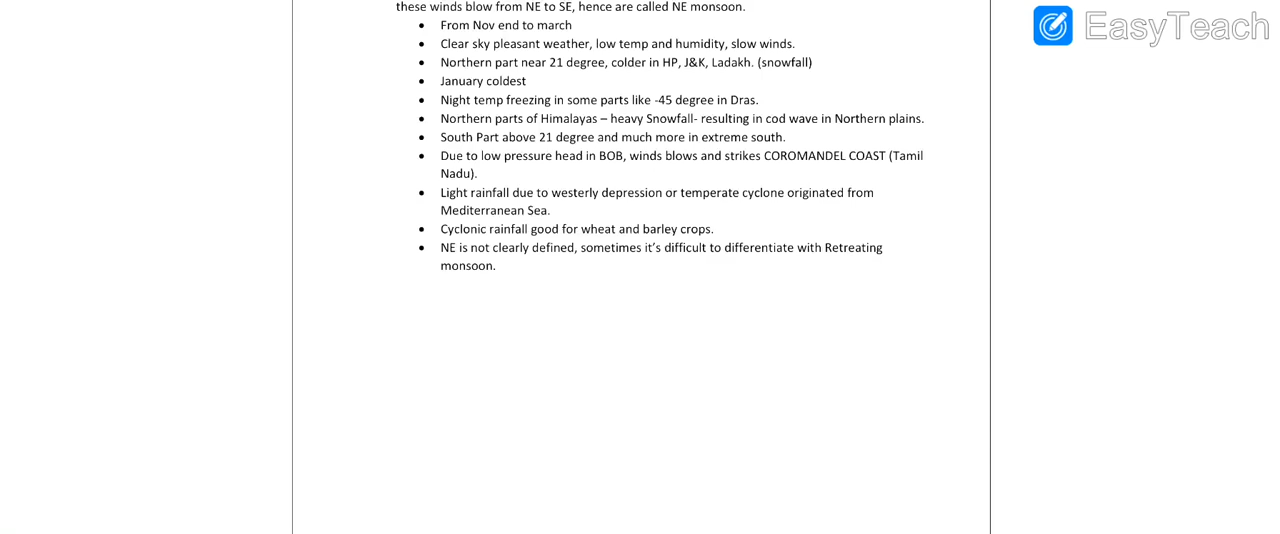 these winds blow from NE to SE, hence are called NE monsoon.
EasyTeach
• From Nov end to march
• Clear sky pleasant weather, low temp and humidity, slow winds.
• Northern part near 21 degree, colder in HP, J&K, Ladakh. (snowfall)
• January coldest
• Night temp freezing in some parts like -45 degree in Dras.
• Northern parts of Himalayas – heavy Snowfall- resulting in cod wave in Northern plains.
• South Part above 21 degree and much more in extreme south.
• Due to low pressure head in BOB, winds blows and strikes COROMANDEL COAST (Tamil
Nadu).
• Light rainfall due to westerly depression or temperate cyclone originated from
Mediterranean Sea.
• Cyclonic rainfall good for wheat and barley crops.
• NE is not clearly defined, sometimes it’s difficult to differentiate with Retreating
monsoon.